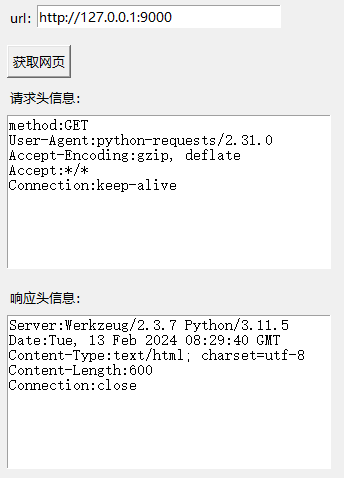 url: http://127.0.0.1:9000
获取网页
请求头信息:
method:GET
User-Agent:python-requests/2.31.0
Accept-Encoding:gzip, deflate
Accept:*/*
Connection:keep-alive
响应头信息:
Server:Werkzeug/2.3.7 Python/3.11.5
Date:Tue, 13 Feb 2024 08:29:40 GMT
Content-Type:text/html; charset=utf-8
Content-Length:600
Connection:close